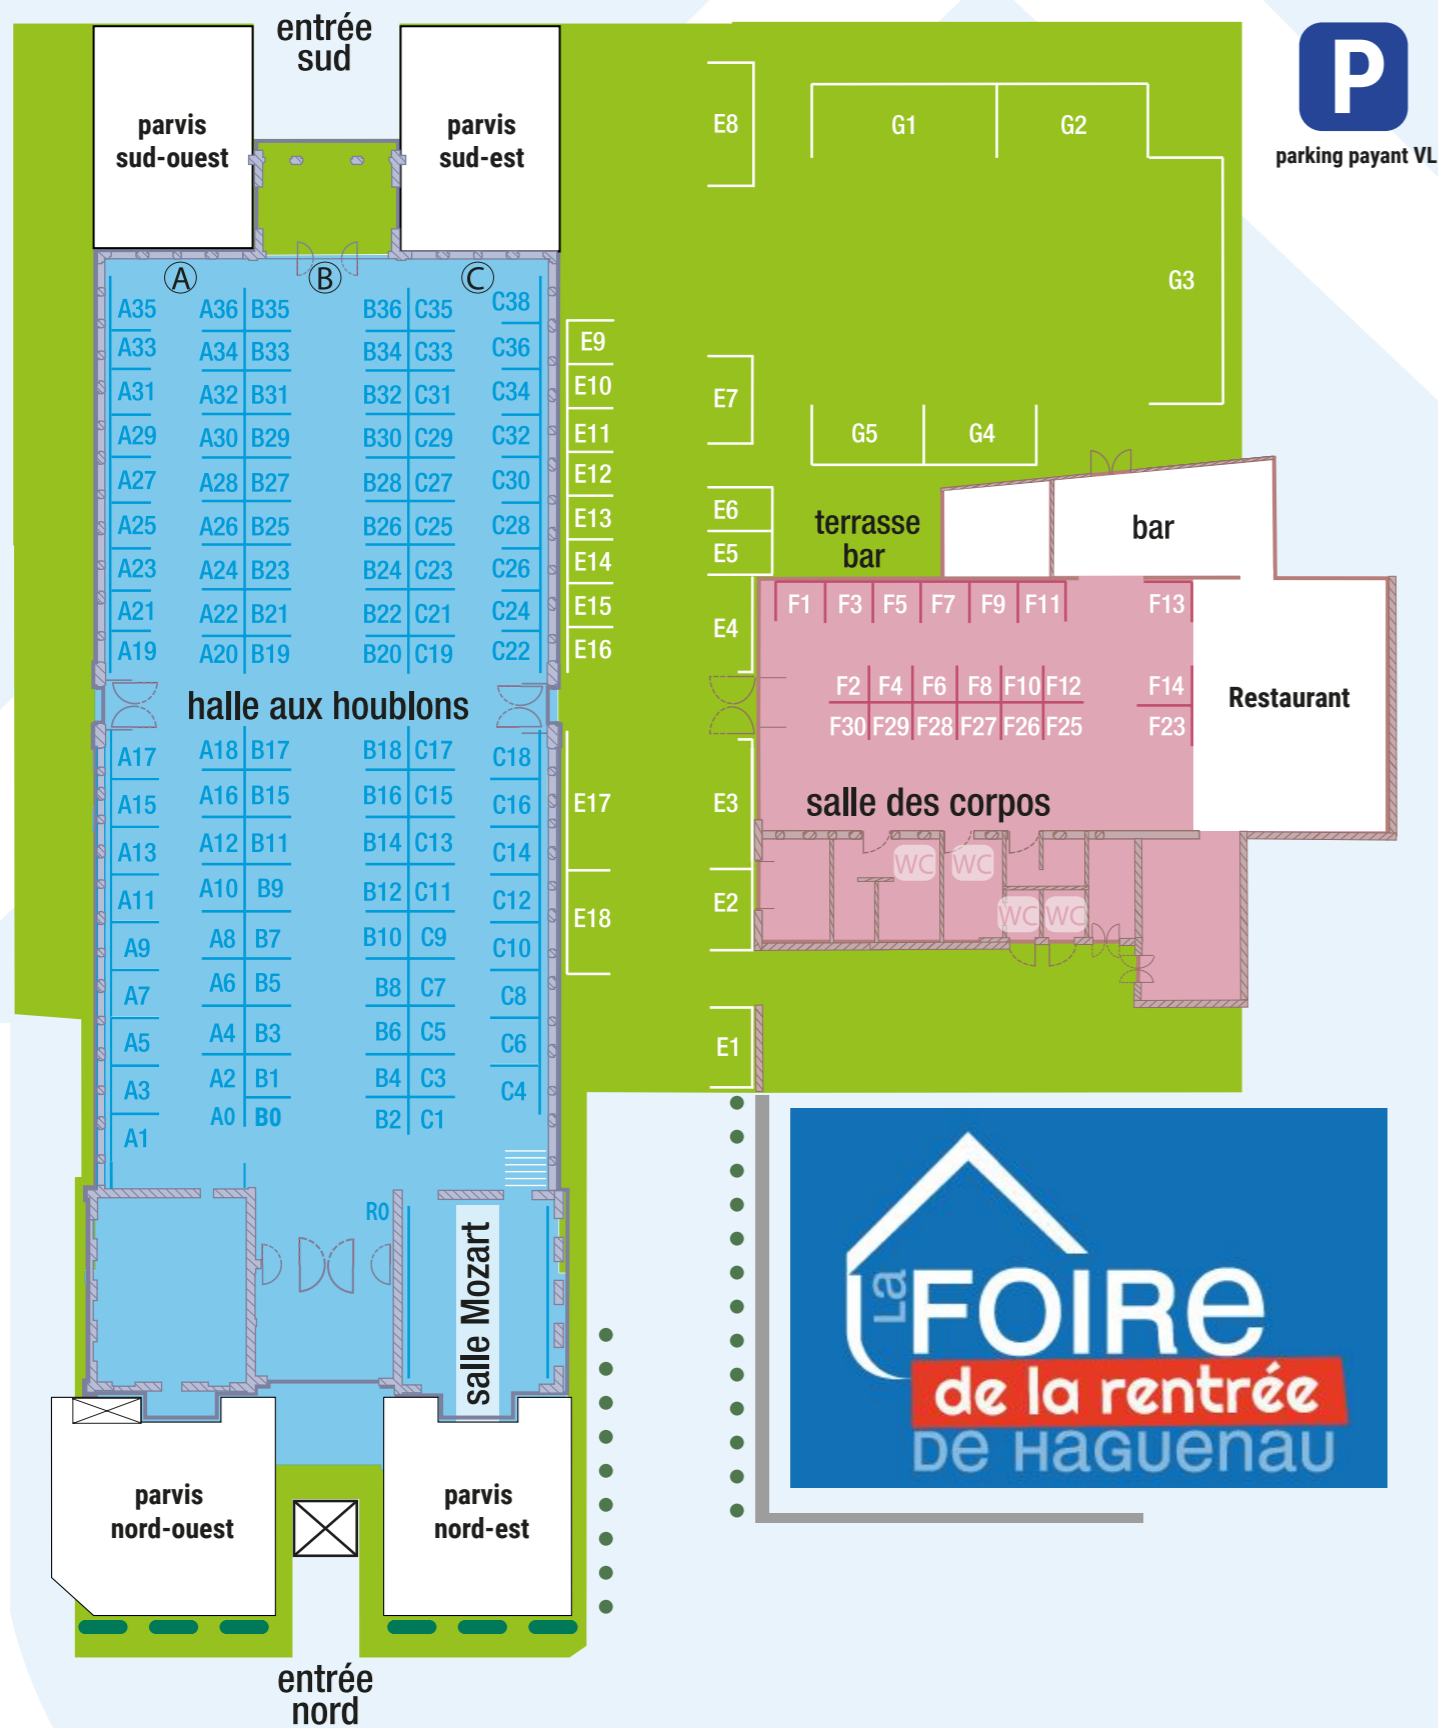 entrée
sud
parvis
sud-ouest
parvis
sud-est
P
parking payant VL
E8
G1
G2
G3
A
B
C
A35
A36
B35
B36
C35
C38
A33
A34
B33
B34
C33
C36
A31
A32
B31
B32
C31
C34
A29
A30
B29
B30
C29
C32
A27
A28
B27
B28
C27
C30
A25
A26
B25
B26
C25
C28
A23
A24
B23
B24
C23
C26
A21
A22
B21
B22
C21
C24
A19
A20
B19
B20
C19
C22
E9
E10
E11
E12
E13
E14
E15
E16
E7
G5
G4
E6
E5
E4
terrasse
bar
bar
F1
F3
F5
F7
F9
F11
F13
F2
F4
F6
F8
F10
F12
F14
F30
F29
F28
F27
F26
F25
F23
Restaurant
salle des corpos
WC
WC
WC
WC
halle aux houblons
A17
A18
B17
B18
C17
C18
A15
A16
B15
B16
C15
C16
A13
A12
B11
B14
C13
C14
A11
A10
B9
B12
C11
C12
A9
A8
B7
B10
C9
C10
A7
A6
B5
B8
C7
C8
A5
A4
B3
B6
C5
C6
A3
A2
B1
B4
C3
C4
A1
A0
B0
B2
C1
E17
E18
E3
E2
E1
R0
salle Mozart
La
FOIRe
de la rentrée
De Haguenau
parvis
nord-ouest
parvis
nord-est
entrée
nord